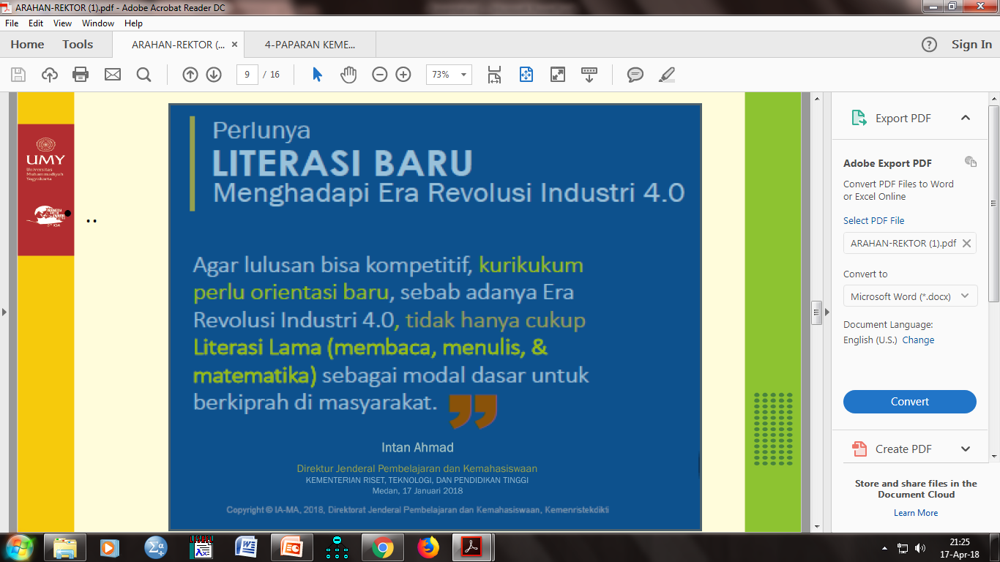 ARAHAN-REKTOR (1).pdf - Adobe Acrobat Reader DC
File Edit View Window Help
Home Tools ARAHAN-REKTOR (... × 4-PAPARAN KEME... Sign In
9 / 16 73%
UMY
Universitas
Muhammadiyah
Yogyakarta
• ..
Perlunya
LITERASI BARU
Menghadapi Era Revolusi Industri 4.0
Agar lulusan bisa kompetitif, kurikukum
perlu orientasi baru, sebab adanya Era
Revolusi Industri 4.0, tidak hanya cukup
Literasi Lama (membaca, menulis, &
matematika) sebagai modal dasar untuk
berkiprah di masyarakat.
Intan Ahmad
Direktur Jenderal Pembelajaran dan Kemahasiswaan
KEMENTERIAN RISET, TEKNOLOGI, DAN PENDIDIKAN TINGGI
Medan, 17 Januari 2018
Copyright © IA-MA, 2018, Direktorat Jenderal Pembelajaran dan Kemahasiswaan, Kemenristekdikti
Export PDF
Adobe Export PDF
Convert PDF Files to Word
or Excel Online
Select PDF File
ARAHAN-REKTOR (1).pdf
Convert to
Microsoft Word (*.docx)
Document Language:
English (U.S.) Change
Convert
Create PDF
Store and share files in the
Document Cloud
Learn More
21:25
17-Apr-18